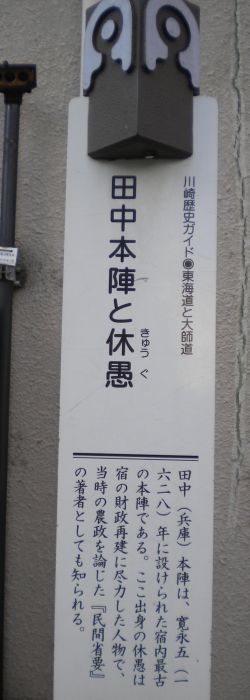 川崎歴史ガイド◉東海道と大師道
田中本陣と休愚
きゅうぐ
田中（兵庫）本陣は、寛永五（一
六二八）年に設けられた宿内最古
の本陣である。ここ出身の休愚は
宿の財政再建に尽力した人物で、
当時の農政を論じた『民間省要』
の著者としても知られる。